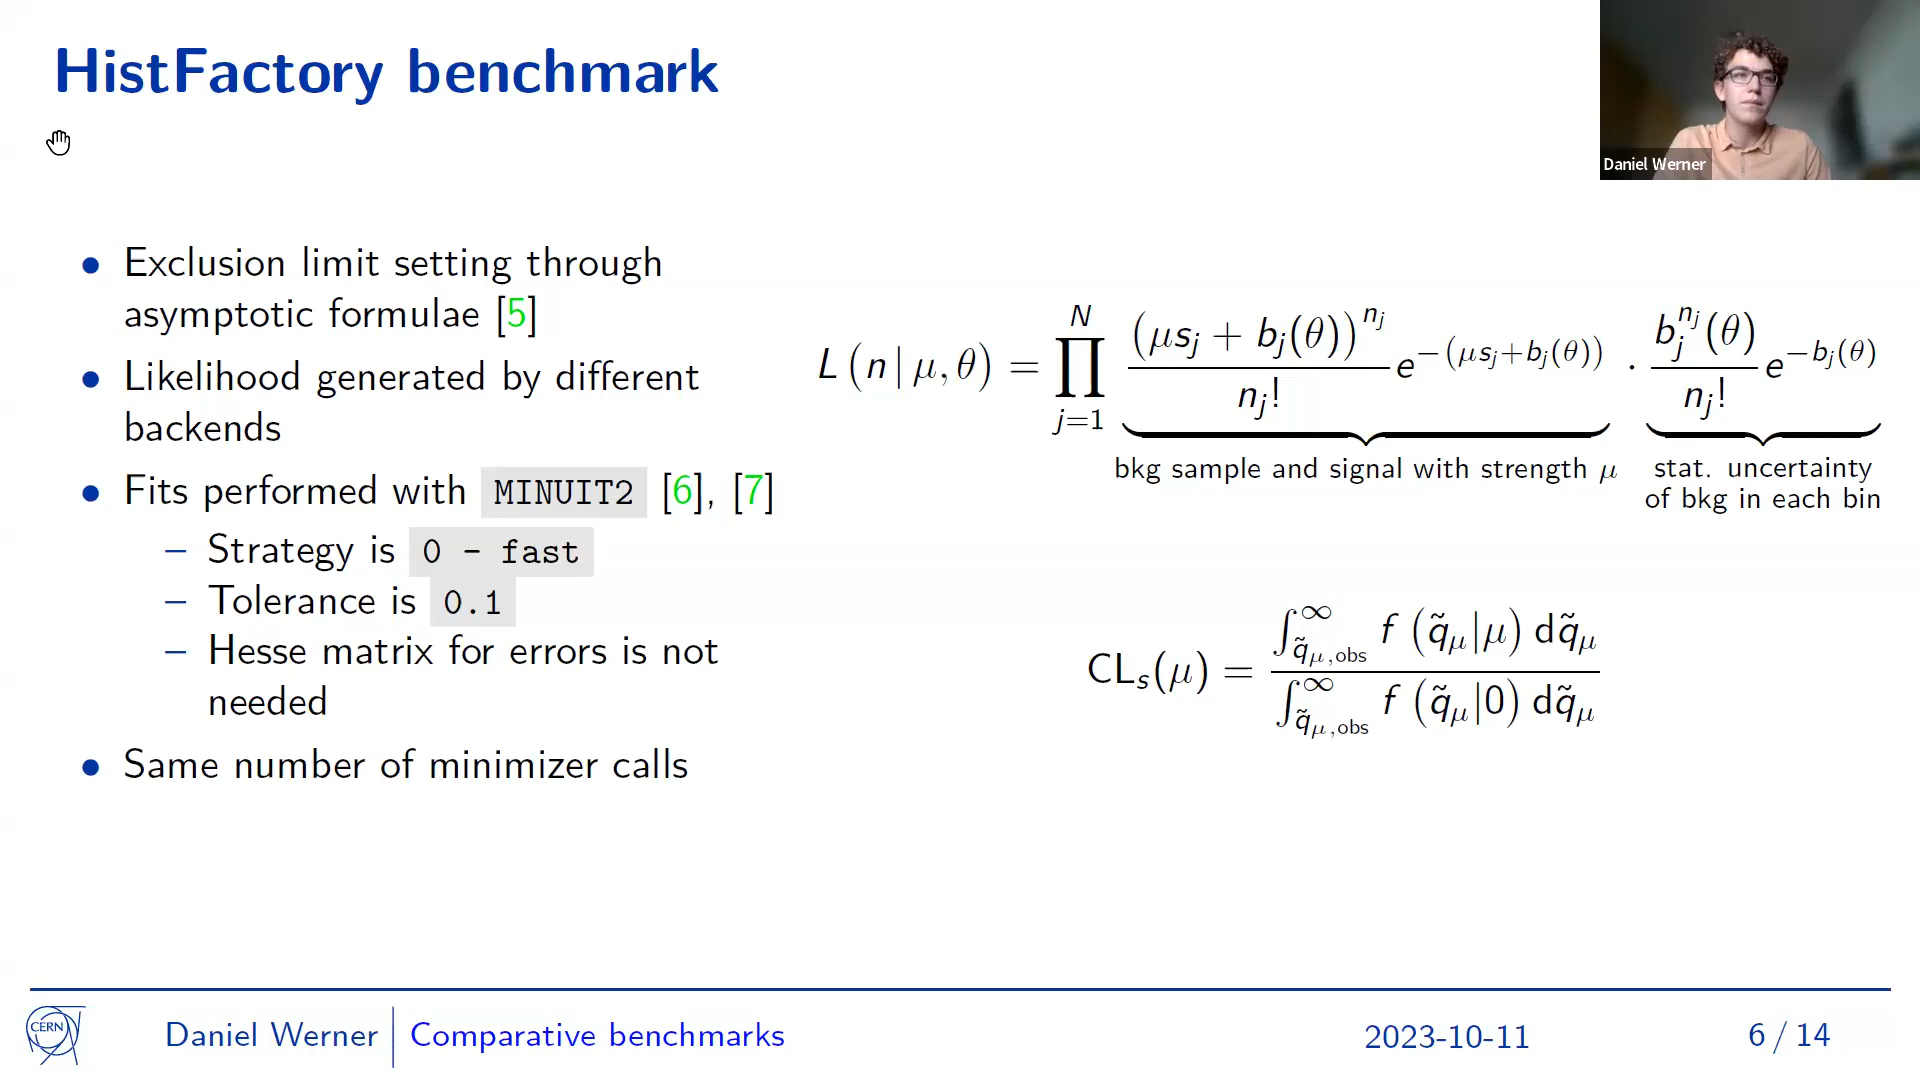 HistFactory benchmark
Daniel Werner
• Exclusion limit setting through
asymptotic formulae [5]
• Likelihood generated by different
backends
• Fits performed with MINUIT2 [6], [7]
– Strategy is 0 - fast
– Tolerance is 0.1
– Hesse matrix for errors is not
needed
• Same number of minimizer calls
L(n | μ, θ) = ∏_{j=1}^{N} (μs_j + b_j(θ))^{n_j} / n_j! e^{−(μs_j+b_j(θ))} · b_j^{n_j}(θ) / n_j! e^{−b_j(θ)}
bkg sample and signal with strength μ
stat. uncertainty
of bkg in each bin
CL_s(μ) = ∫_{q̃_{μ,obs}}^{∞} f(q̃_μ|μ) dq̃_μ / ∫_{q̃_{μ,obs}}^{∞} f(q̃_μ|0) dq̃_μ
CERN
Daniel Werner | Comparative benchmarks
2023-10-11
6 / 14